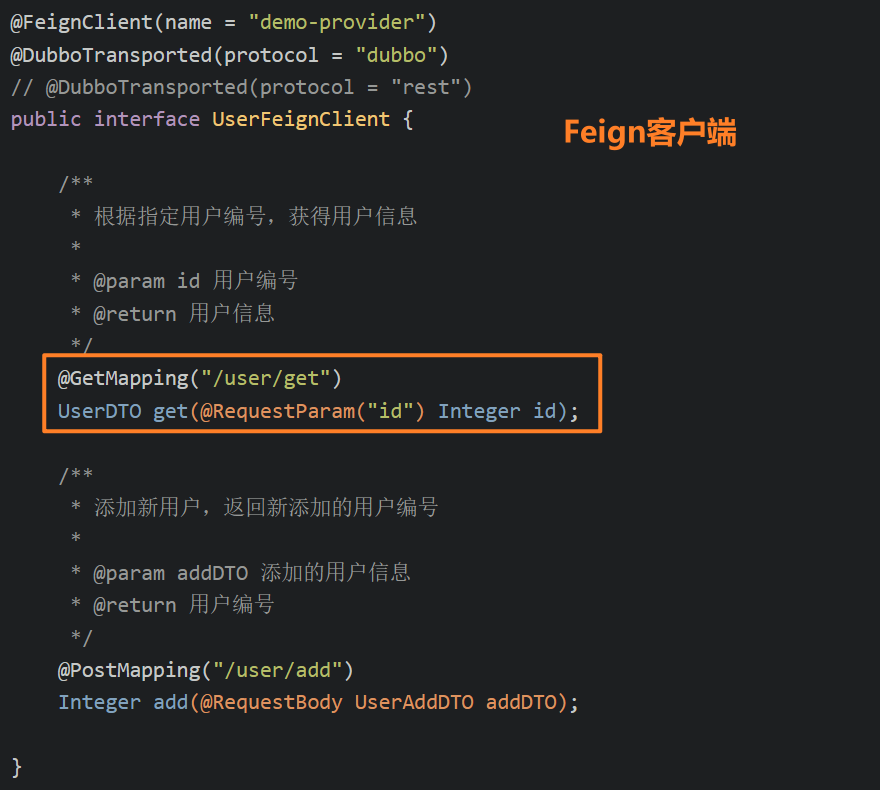 @FeignClient(name = "demo-provider")
@DubboTransported(protocol = "dubbo")
// @DubboTransported(protocol = "rest")
public interface UserFeignClient {
Feign客户端
    /**
     * 根据指定用户编号，获得用户信息
     *
     * @param id 用户编号
     * @return 用户信息
     */
    @GetMapping("/user/get")
    UserDTO get(@RequestParam("id") Integer id);
    /**
     * 添加新用户，返回新添加的用户编号
     *
     * @param addDTO 添加的用户信息
     * @return 用户编号
     */
    @PostMapping("/user/add")
    Integer add(@RequestBody UserAddDTO addDTO);
}